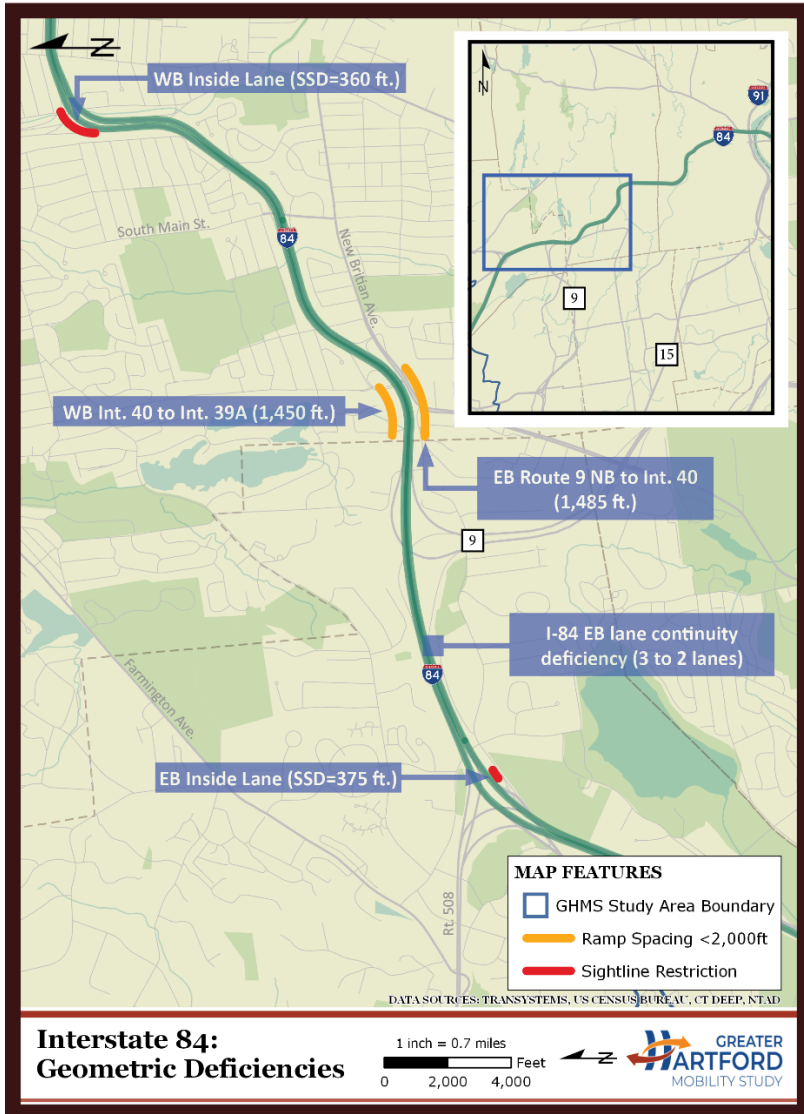 N
WB Inside Lane (SSD=360 ft.)
South Main St.
84
New Britian Ave.
N
91
84
9
15
WB Int. 40 to Int. 39A (1,450 ft.)
EB Route 9 NB to Int. 40
(1,485 ft.)
9
I-84 EB lane continuity
deficiency (3 to 2 lanes)
84
Farmington Ave.
EB Inside Lane (SSD=375 ft.)
Rt. 508
MAP FEATURES
GHMS Study Area Boundary
Ramp Spacing <2,000ft
Sightline Restriction
DATA SOURCES: TRANSYSTEMS, US CENSUS BUREAU, CT DEEP, NTAD
Interstate 84:
Geometric Deficiencies
1 inch = 0.7 miles
Feet
0 2,000 4,000
N
GREATER
HARTFORD
MOBILITY STUDY